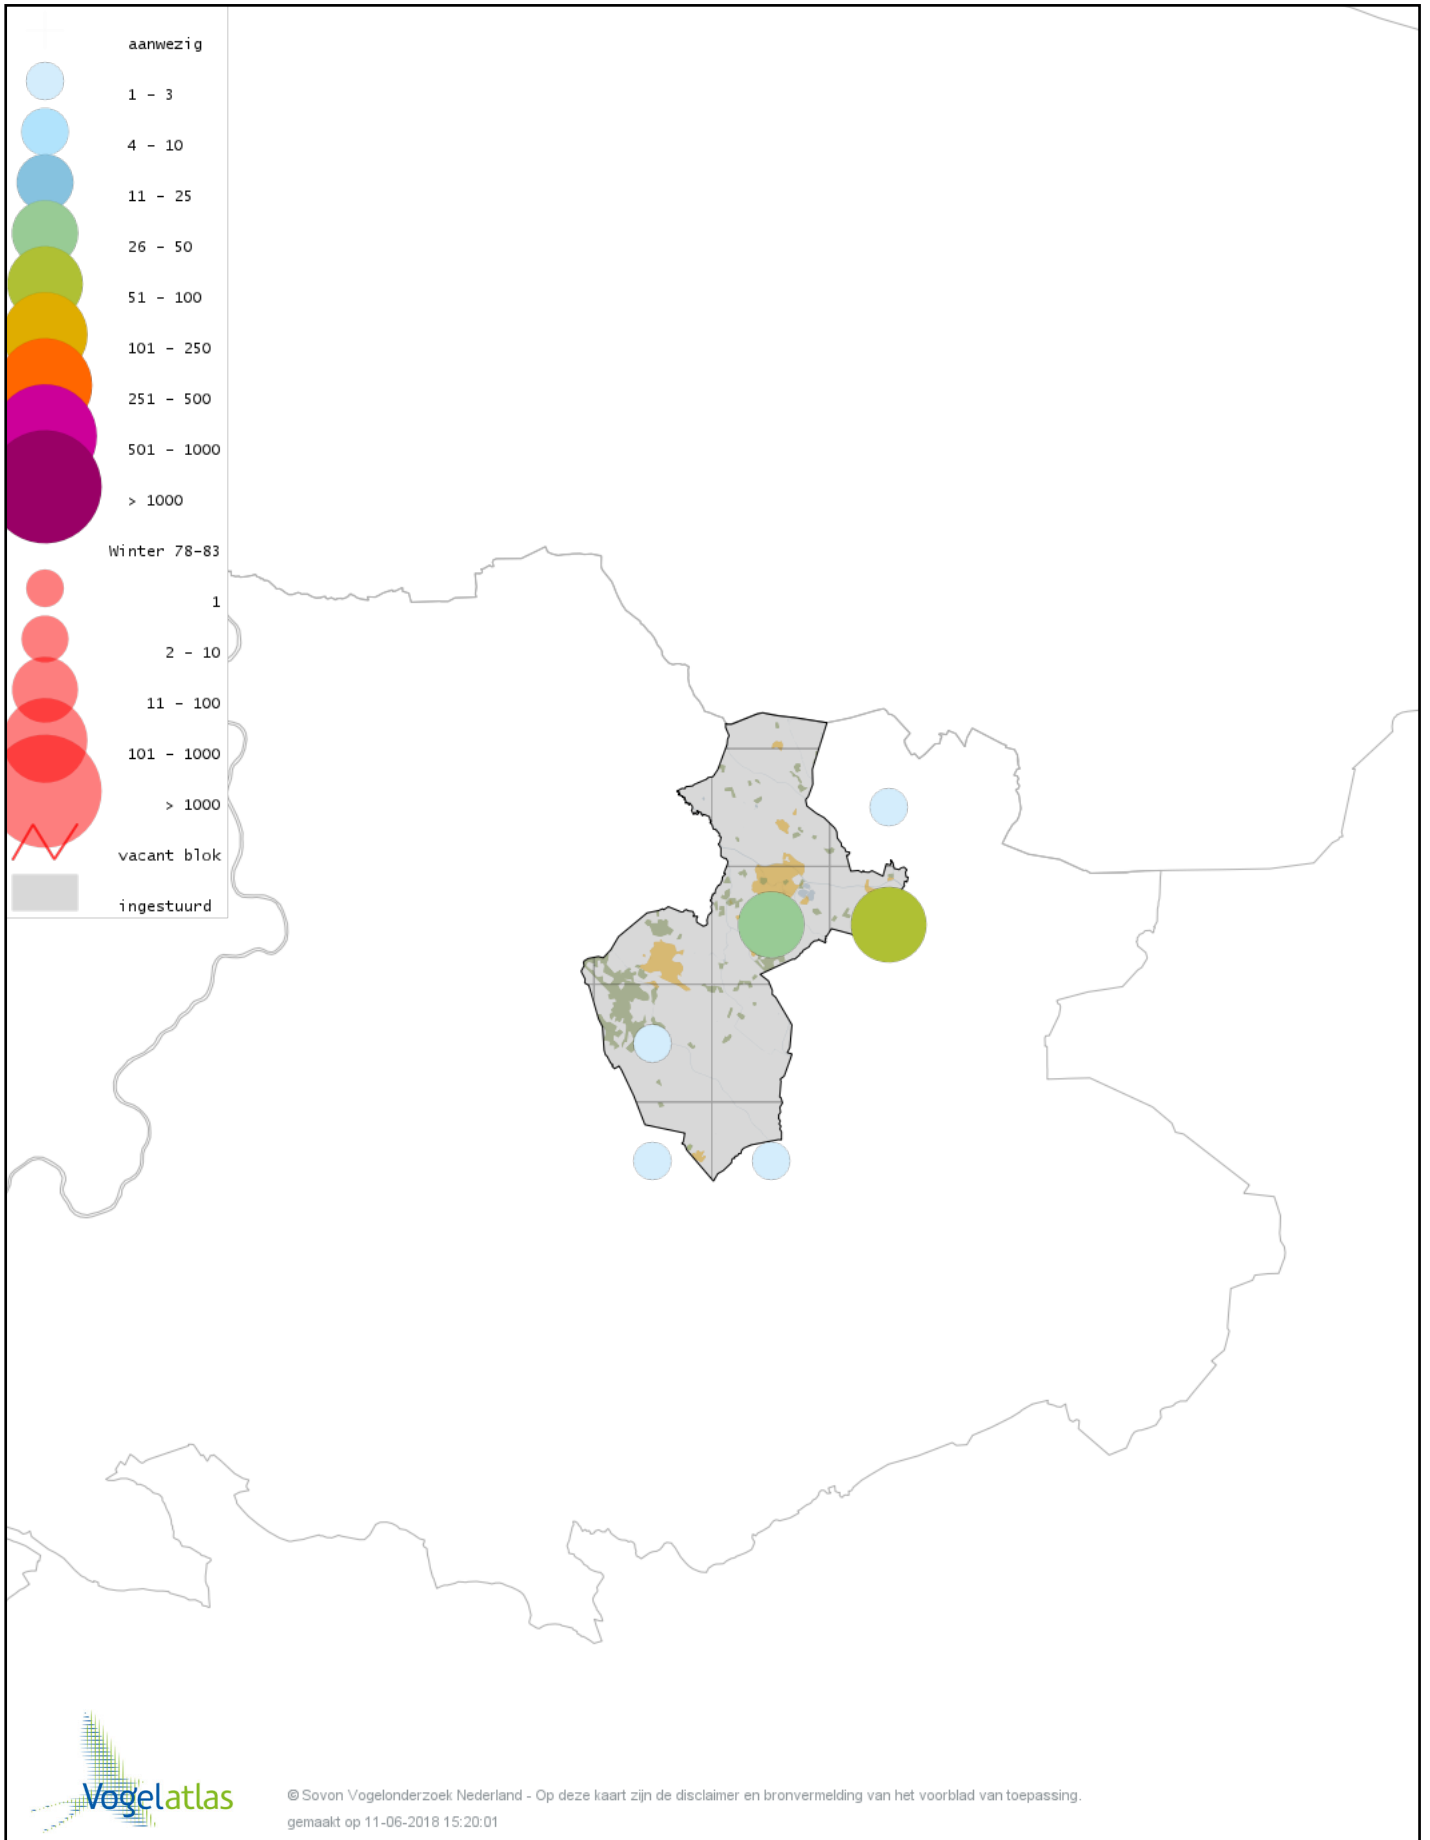 aanwezig
1 - 3
4 - 10
11 - 25
26 - 50
51 - 100
101 - 250
251 - 500
501 - 1000
> 1000
Winter 78-83
1
2 - 10
11 - 100
101 - 1000
> 1000
vacant blok
ingestuurd
Vogelatlas
© Sovon Vogelonderzoek Nederland - Op deze kaart zijn de disclaimer en bronvermelding van het voorblad van toepassing.
gemaakt op 11-06-2018 15:20:01